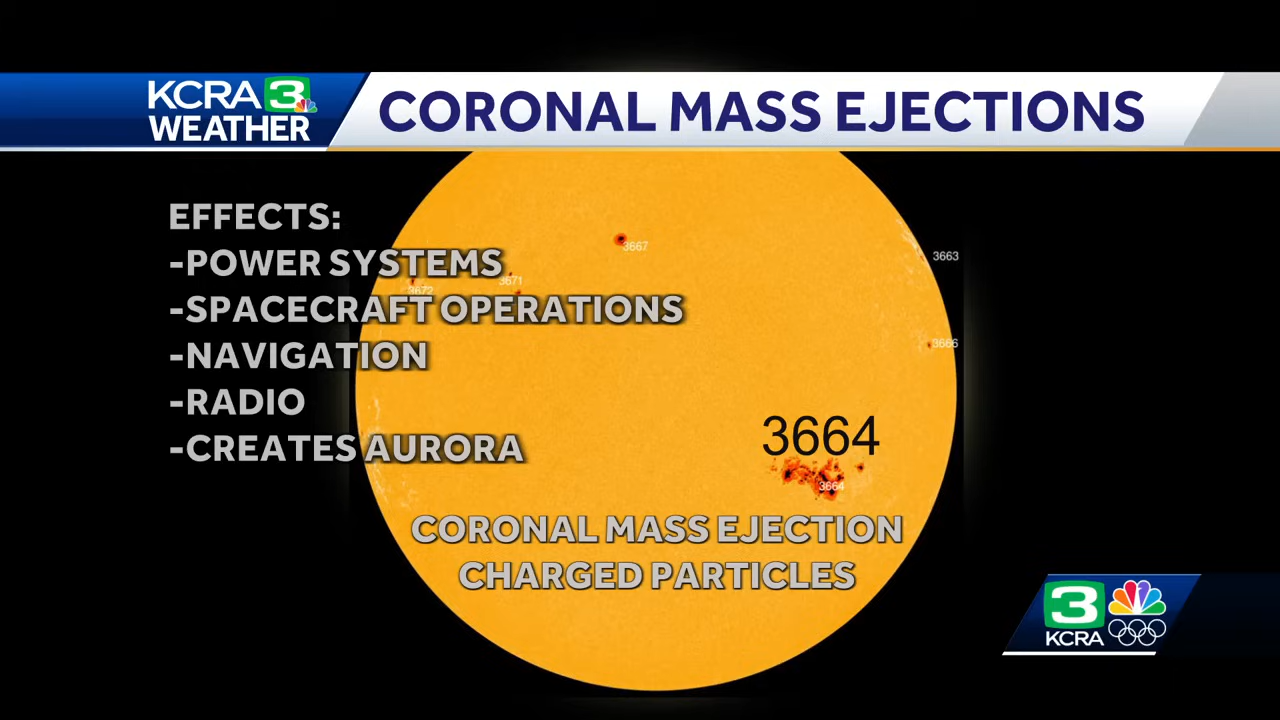 KCRA 3
WEATHER
CORONAL MASS EJECTIONS
EFFECTS:
-POWER SYSTEMS
-SPACECRAFT OPERATIONS
-NAVIGATION
-RADIO
-CREATES AURORA
3667
3663
3671
3672
3666
3664
3664
CORONAL MASS EJECTION
CHARGED PARTICLES
3
KCRA